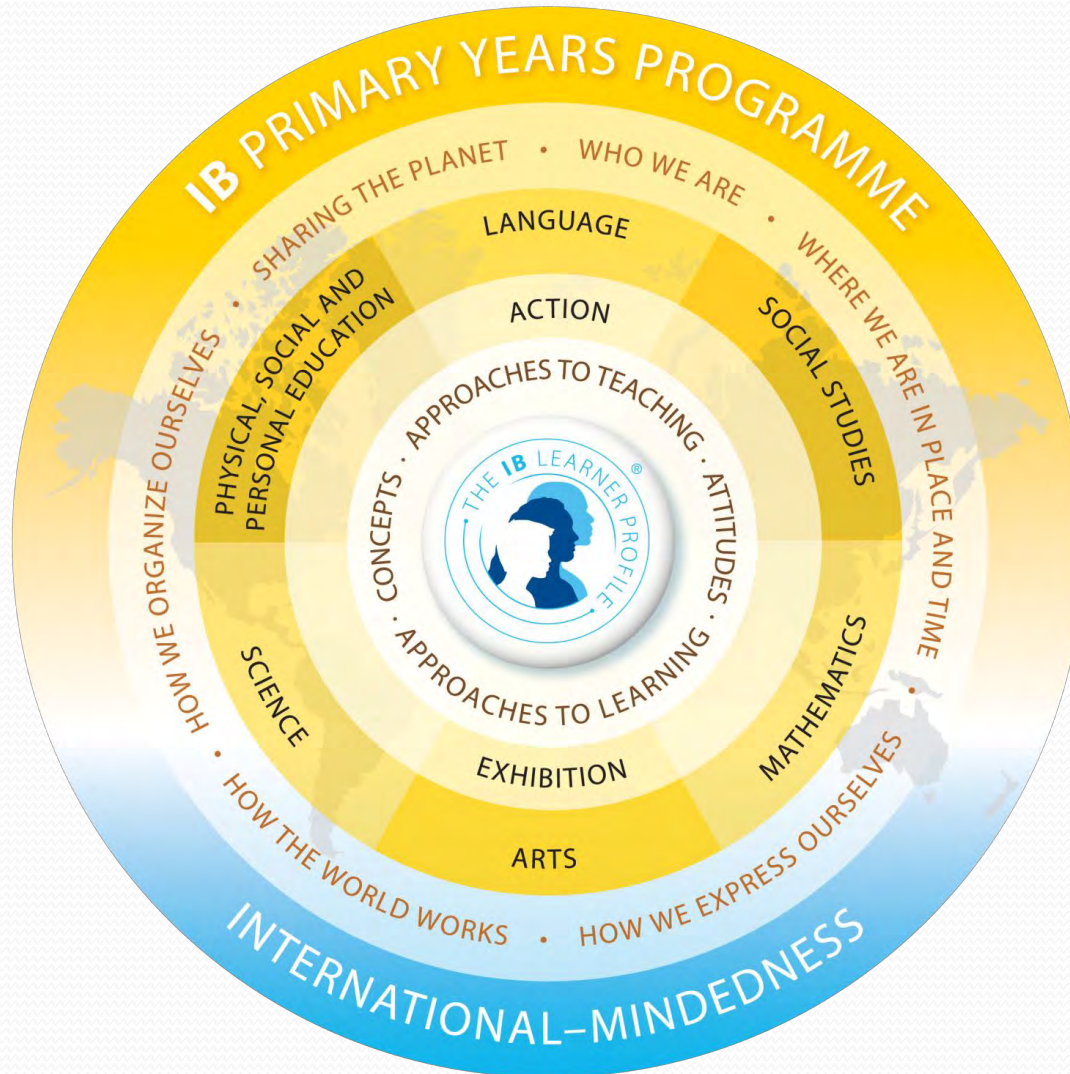 IB PRIMARY YEARS PROGRAMME
SHARING THE PLANET • WHO WE ARE • WHERE WE ARE IN PLACE AND TIME • HOW WE EXPRESS OURSELVES • HOW THE WORLD WORKS • HOW WE ORGANIZE OURSELVES •
LANGUAGE
SOCIAL STUDIES
MATHEMATICS
ARTS
SCIENCE
PHYSICAL, SOCIAL AND
PERSONAL EDUCATION
ACTION
EXHIBITION
APPROACHES TO TEACHING · ATTITUDES · APPROACHES TO LEARNING · CONCEPTS ·
THE IB LEARNER PROFILE ®
INTERNATIONAL–MINDEDNESS